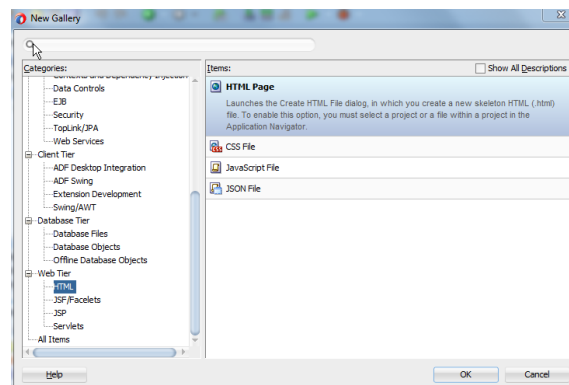 New Gallery
Categories:
Data Controls
EJB
Security
TopLink/JPA
Web Services
Client Tier
ADF Desktop Integration
ADF Swing
Extension Development
Swing/AWT
Database Tier
Database Files
Database Objects
Offline Database Objects
Web Tier
HTML
JSF/Facelets
JSP
Servlets
All Items
Items:
Show All Descriptions
HTML Page
Launches the Create HTML File dialog, in which you create a new skeleton HTML (.html)
file. To enable this option, you must select a project or a file within a project in the
Application Navigator.
CSS File
JavaScript File
JSON File
Help
OK
Cancel